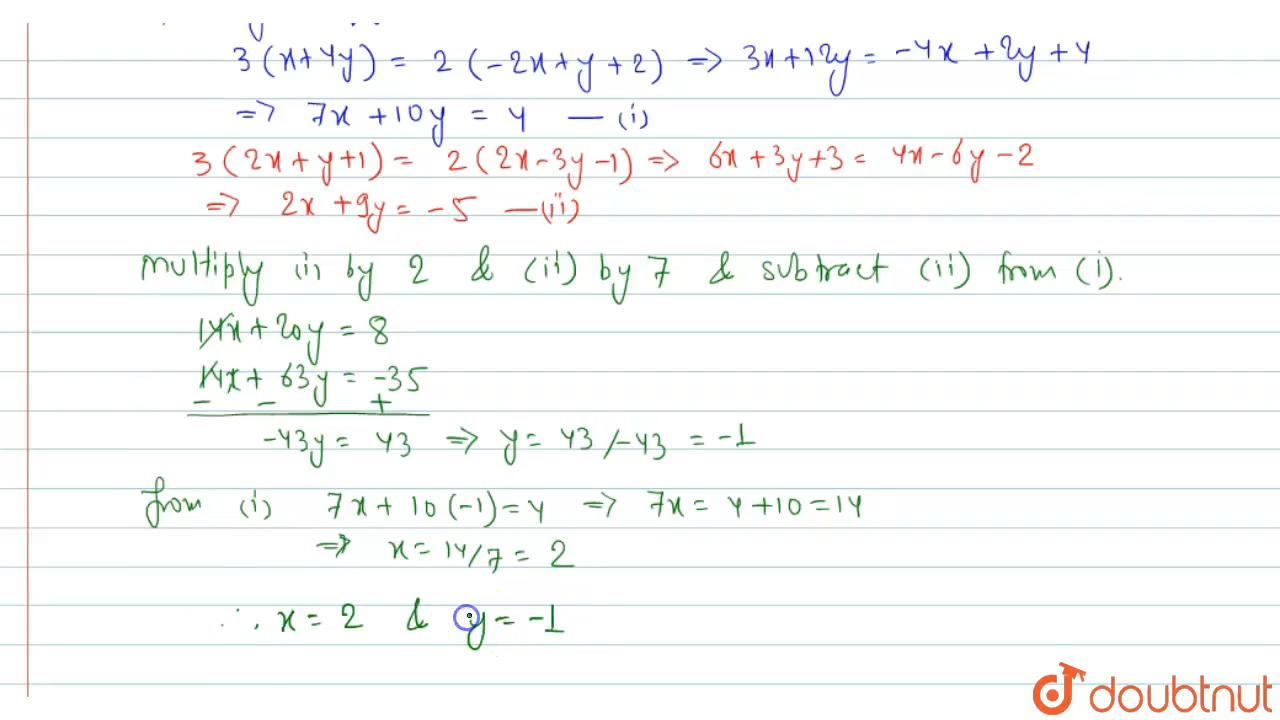 3(x+4y) = 2(-2x+y+2) => 3x+12y = -4x+2y+4
=> 7x+10y = 4 — (i)
3(2x+y+1) = 2(2x-3y-1) => 6x+3y+3 = 4x-6y-2
=> 2x+9y = -5 — (ii)
Multiply (i) by 2 & (ii) by 7 & subtract (ii) from (i).
14x+20y = 8
14x+63y = -35
- - +
-43y = 43 => y = 43/-43 = -1
from (i) 7x+10(-1) = 4 => 7x = 4+10 = 14
=> x = 14/7 = 2
∴ x = 2 & y = -1
doubtnut